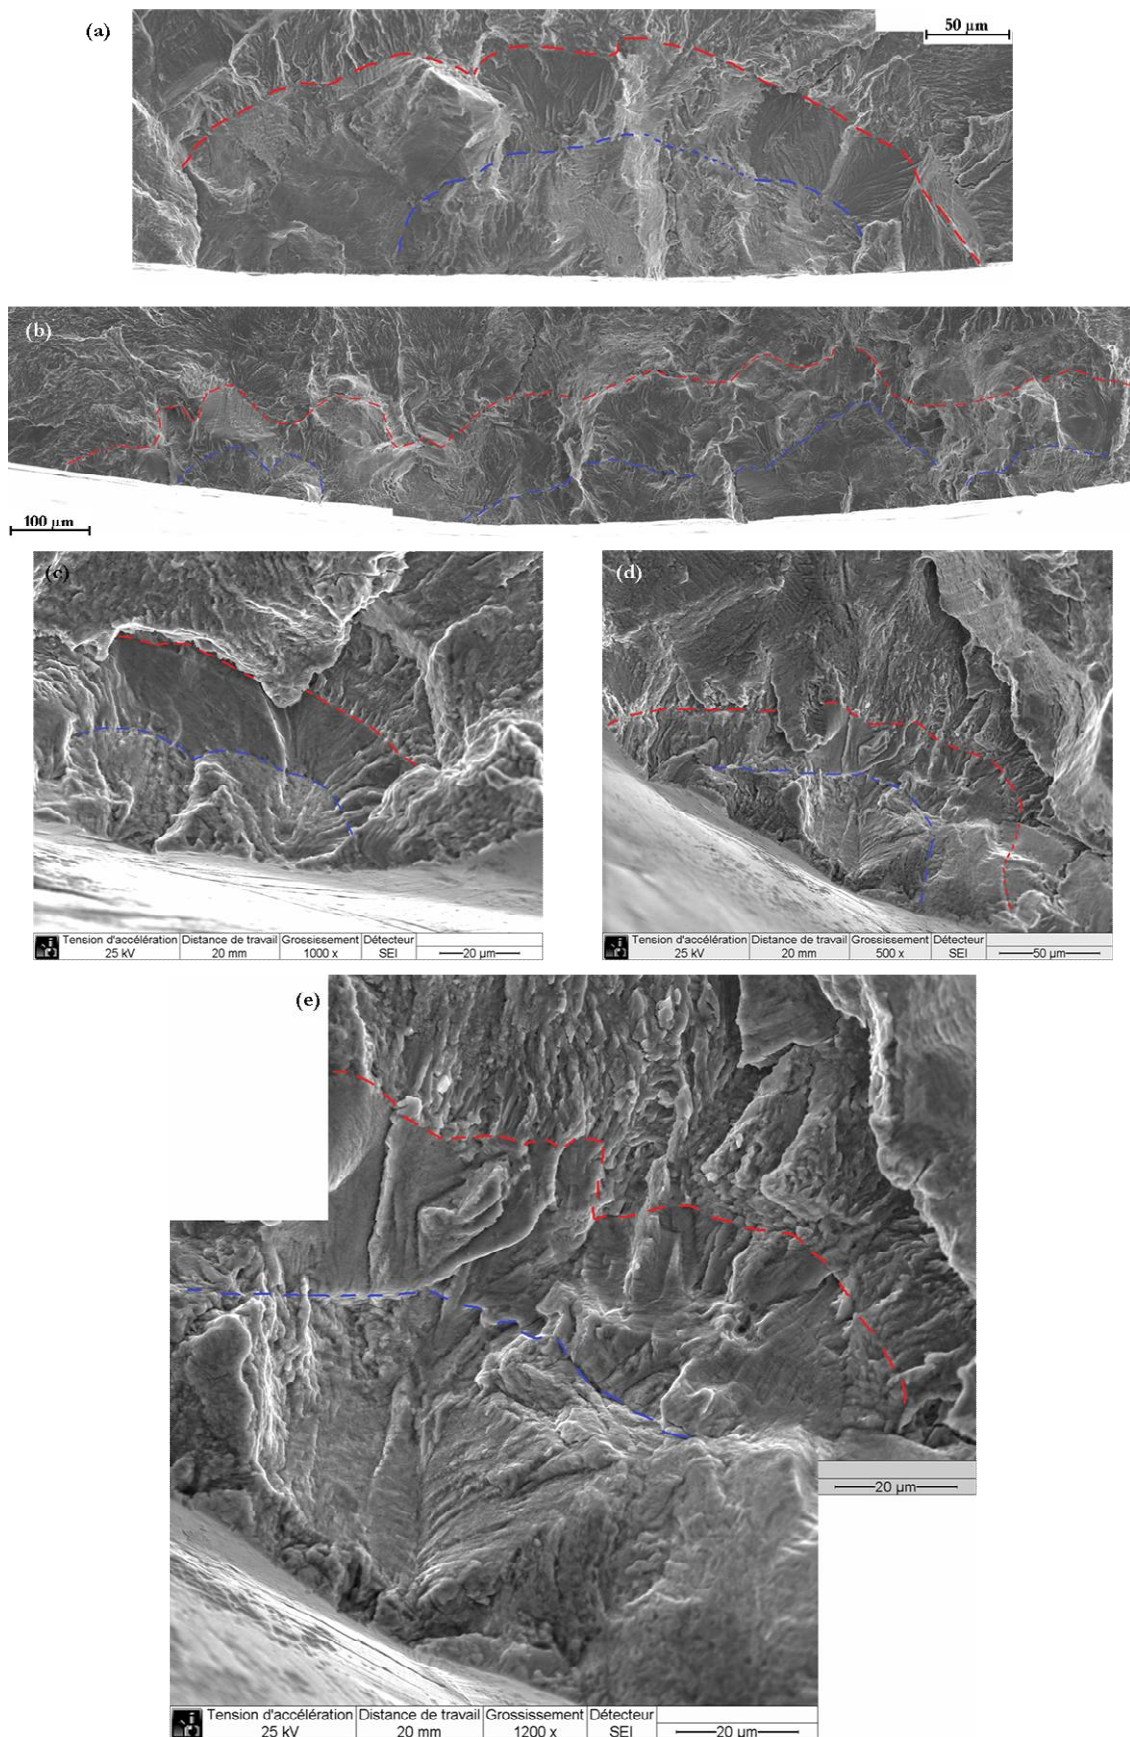 (a)
50 µm
(b)
100 µm
(c)
(d)
Tension d'accélération Distance de travail Grossissement Détecteur
25 kV 20 mm 1000 x SEI 20 µm
Tension d'accélération Distance de travail Grossissement Détecteur
25 kV 20 mm 500 x SEI 50 µm
(e)
20 µm
Tension d'accélération Distance de travail Grossissement Détecteur
25 kV 20 mm 1200 x SEI 20 µm